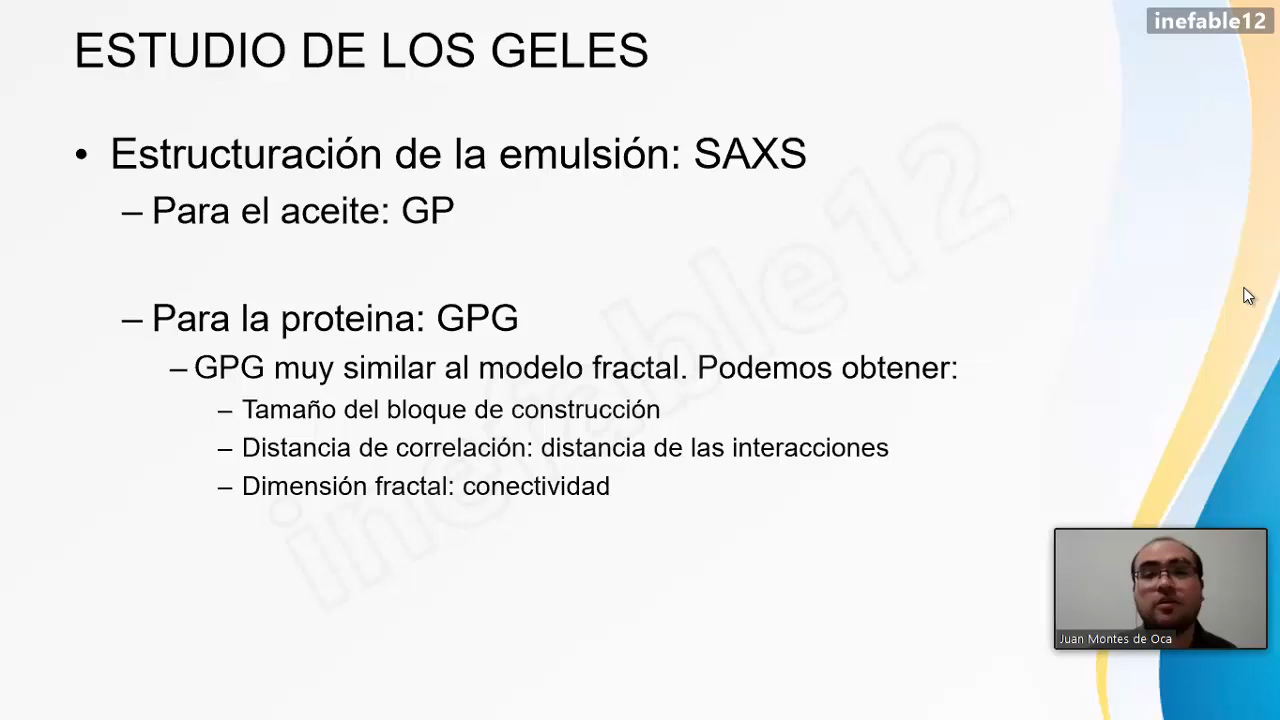 inefable12
ESTUDIO DE LOS GELES
• Estructuración de la emulsión: SAXS
– Para el aceite: GP
– Para la proteina: GPG
– GPG muy similar al modelo fractal. Podemos obtener:
– Tamaño del bloque de construcción
– Distancia de correlación: distancia de las interacciones
– Dimensión fractal: conectividad
inefable12
Juan Montes de Oca